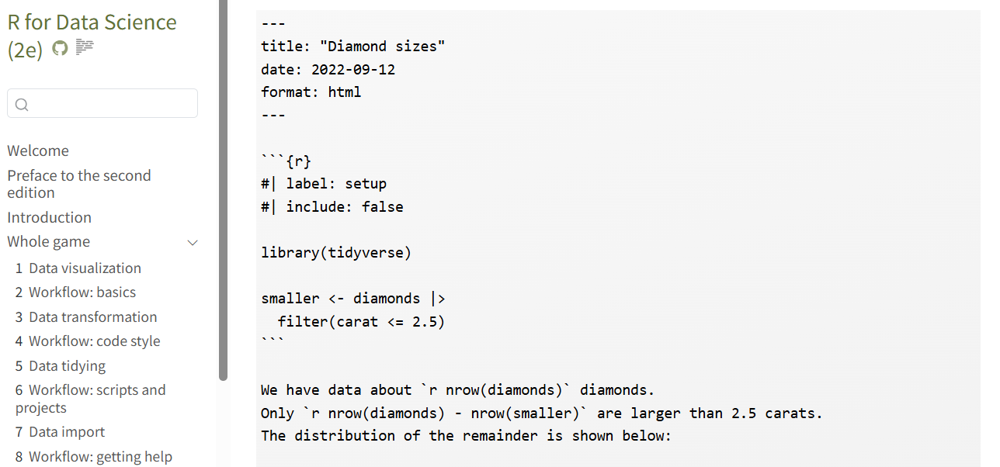 R for Data Science
(2e)
Welcome
Preface to the second
edition
Introduction
Whole game
1 Data visualization
2 Workflow: basics
3 Data transformation
4 Workflow: code style
5 Data tidying
6 Workflow: scripts and
projects
7 Data import
8 Workflow: getting help
---
title: "Diamond sizes"
date: 2022-09-12
format: html
---
```{r}
#| label: setup
#| include: false
library(tidyverse)
smaller <- diamonds |>
  filter(carat <= 2.5)
```
We have data about `r nrow(diamonds)` diamonds.
Only `r nrow(diamonds) - nrow(smaller)` are larger than 2.5 carats.
The distribution of the remainder is shown below: